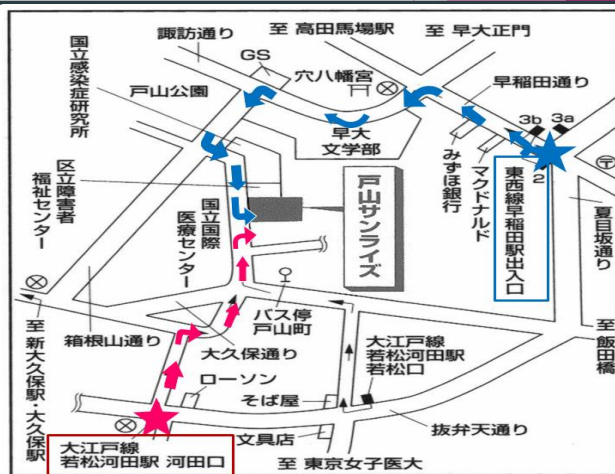 諏訪通り
至 高田馬場駅
至 早大正門
国立感染症研究所
GS
穴八幡宮
早稲田通り
戸山公園
3b
3a
早大
文学部
みずほ銀行
マクドナルド
2
東西線早稲田駅出入口
夏目坂通り
区立障害者
福祉センター
国立国際
医療センター
戸山サンライズ
バス停
戸山町
至 飯田橋
至 新大久保駅・大久保駅
箱根山通り
大久保通り
大江戸線
若松河田駅
若松口
ローソン
そば屋
抜弁天通り
文具店
大江戸線
若松河田駅 河田口
至 東京女子医大